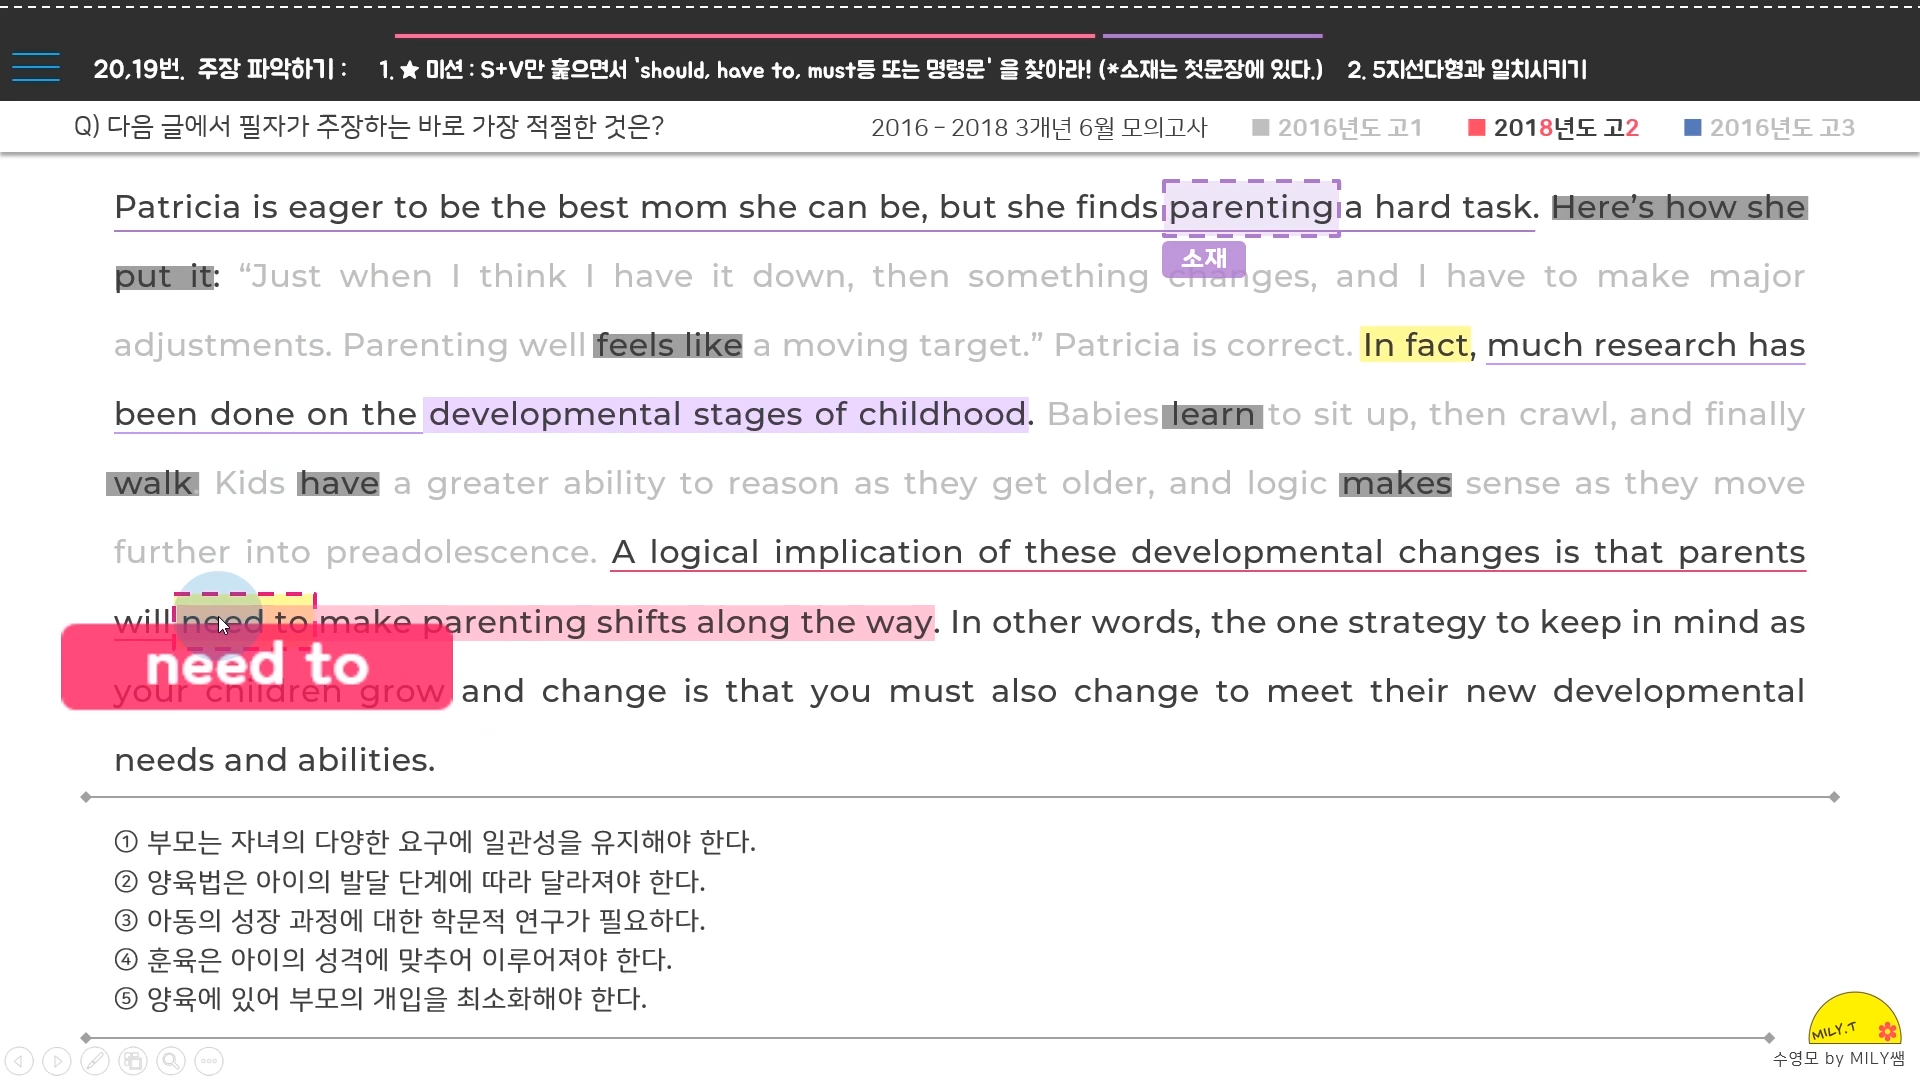 20,19번. 주장 파악하기 : 1. ★ 미션 : S+V만 훑으면서 'should, have to, must등 또는 명령문' 을 찾아라! (*소재는 첫문장에 있다.) 2. 5지선다형과 일치시키기
Q) 다음 글에서 필자가 주장하는 바로 가장 적절한 것은? 2016 – 2018 3개년 6월 모의고사 ■ 2016년도 고1 ■ 2018년도 고2 ■ 2016년도 고3
Patricia is eager to be the best mom she can be, but she finds parenting a hard task. Here’s how she
소재
put it: “Just when I think I have it down, then something changes, and I have to make major
adjustments. Parenting well feels like a moving target.” Patricia is correct. In fact, much research has
been done on the developmental stages of childhood. Babies learn to sit up, then crawl, and finally
walk Kids have a greater ability to reason as they get older, and logic makes sense as they move
further into preadolescence. A logical implication of these developmental changes is that parents
will need to make parenting shifts along the way. In other words, the one strategy to keep in mind as
need to
your children grow and change is that you must also change to meet their new developmental
needs and abilities.
① 부모는 자녀의 다양한 요구에 일관성을 유지해야 한다.
② 양육법은 아이의 발달 단계에 따라 달라져야 한다.
③ 아동의 성장 과정에 대한 학문적 연구가 필요하다.
④ 훈육은 아이의 성격에 맞추어 이루어져야 한다.
⑤ 양육에 있어 부모의 개입을 최소화해야 한다.
MILY.T
수영모 by MILY쌤